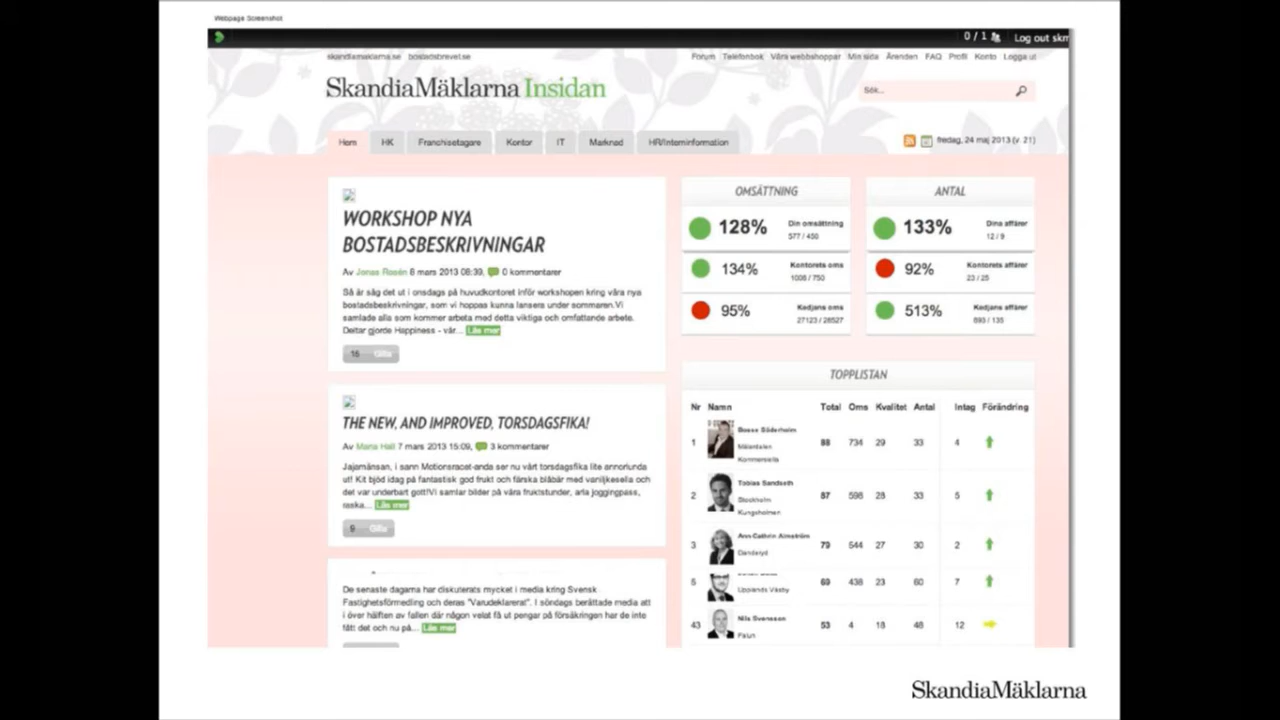 Webpage Screenshot
0 / 1 Log out skm
skandiamaklarna.se bostadsbrevet.se
Forum Telefonbok Våra webbshoppar Min sida Ärenden FAQ Profil Konto Logga ut
SkandiaMäklarna Insidan
Sök...
Hem HK Franchisetagare Kontor IT Marknad HR/Interninformation
fredag, 24 maj 2013 (v. 21)
WORKSHOP NYA
BOSTADSBESKRIVNINGAR
Av Jonas Rosén 8 mars 2013 08:39, 0 kommentarer
Så är såg det ut i onsdags på huvudkontoret inför workshopen kring våra nya
bostadsbeskrivningar, som vi hoppas kunna lansera under sommaren.Vi
samlade alla som kommer arbeta med detta viktiga och omfattande arbete.
Deltar gjorde Happiness - vår... Läs mer
16 Gilla
THE NEW, AND IMPROVED, TORSDAGSFIKA!
Av Maria Hall 7 mars 2013 15:09, 3 kommentarer
Jajamänsan, i sann Motionsracet-anda ser nu vårt torsdagsfika lite annorlunda
ut! Kit bjöd idag på fantastisk god frukt och färska blåbär med vaniljkesella och
det var underbart gott!Vi samlar bilder på våra fruktstunder, arla joggingpass,
raska... Läs mer
9 Gilla
De senaste dagarna har diskuterats mycket i media kring Svensk
Fastighetsförmedling och deras "Varudeklarerat". I söndags berättade media att
i över hälften av fallen där någon velat få ut pengar på försäkringen har de inte
fått: det och nu på... Läs mer
OMSÄTTNING
128% Din omsättning
577 / 450
134% Kontorets oms
1008 / 750
95% Kedjans oms
27123 / 28527
ANTAL
133% Dina affärer
12 / 9
92% Kontorets affärer
23 / 25
513% Kedjans affärer
693 / 135
TOPPLISTAN
Nr Namn Total Oms Kvalitet Antal Intag Förändring
1 Bosse Söderholm Mälardalen Kommersiella 88 734 29 33 4
2 Tobias Sandseth Stockholm Kungsholmen 87 598 28 33 5
3 Ann-Cathrin Almström Danderyd 79 544 27 30 2
5 Upplands Väsby 69 438 23 60 7
43 Nils Svensson Falun 53 4 18 48 12
SkandiaMäklarna